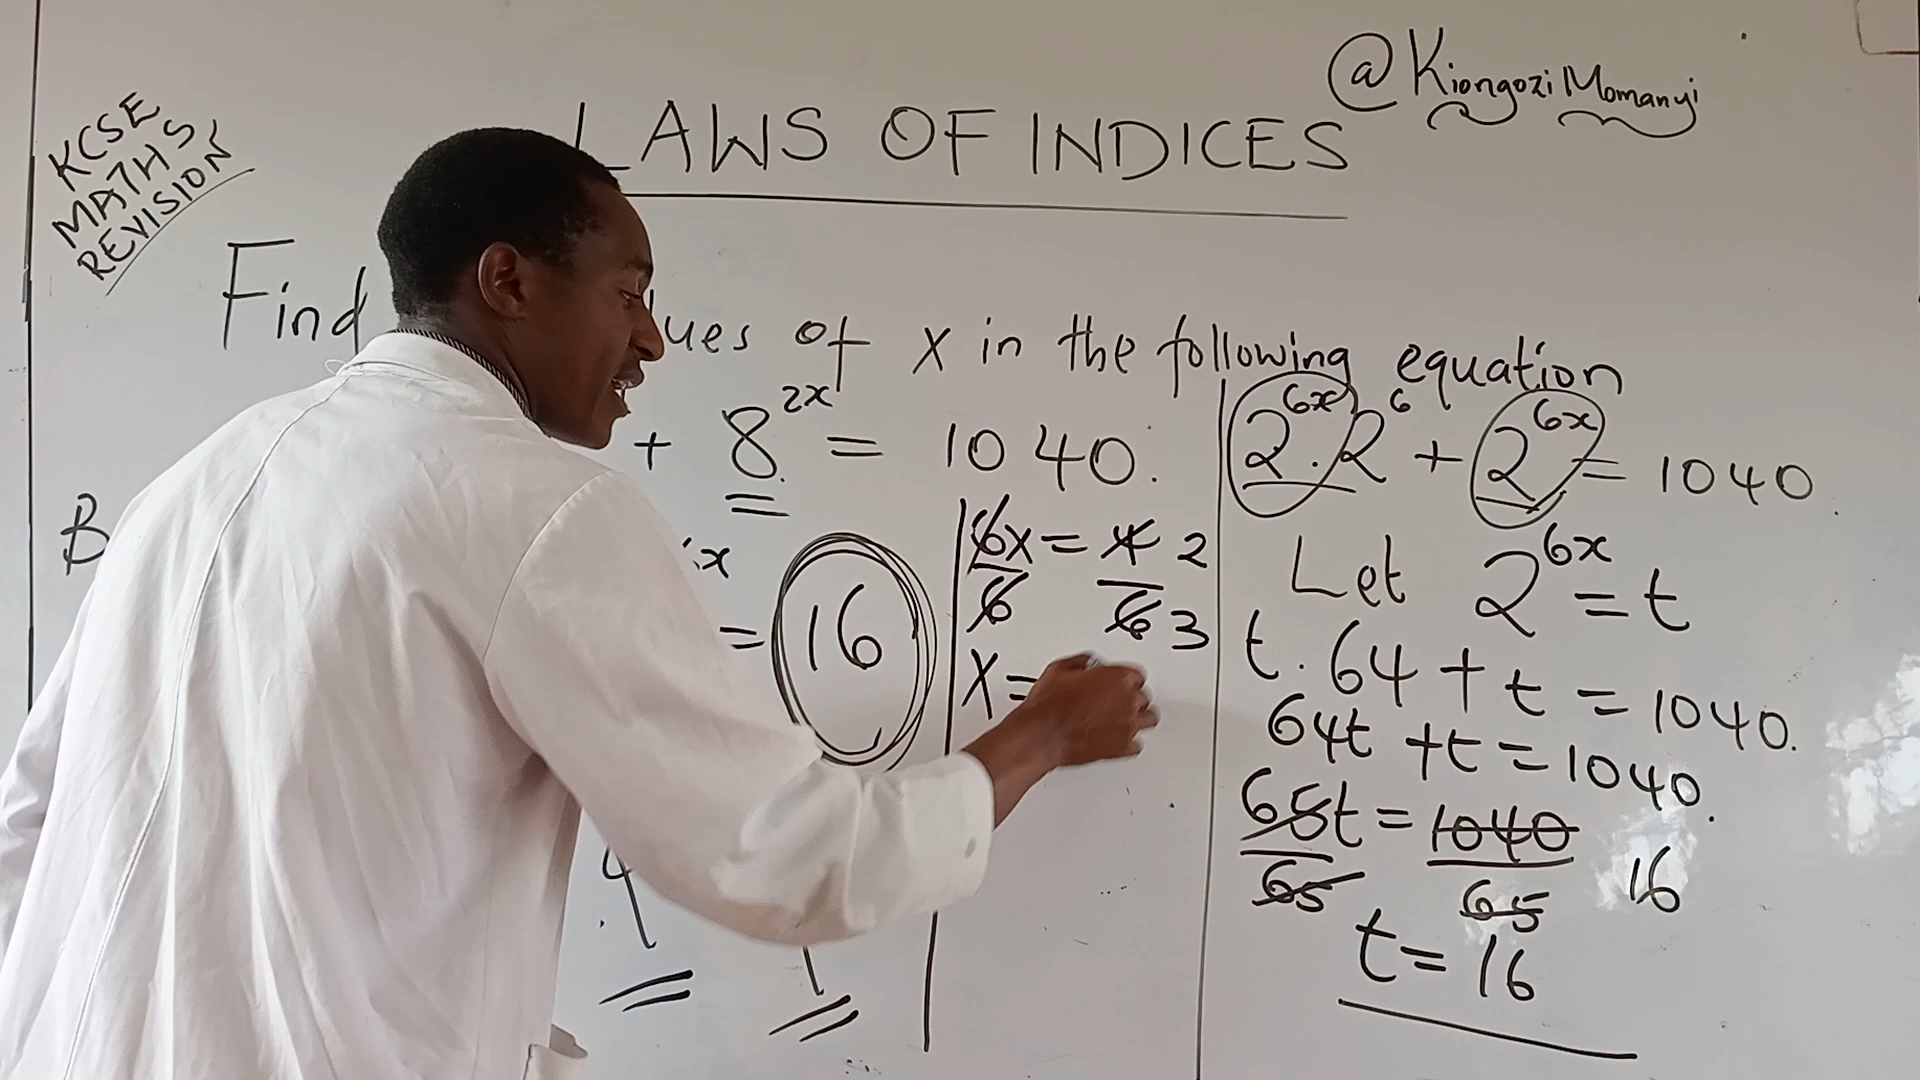 @KiongoziMomanyi
KCSE
MATHS
REVISION
LAWS OF INDICES
Find ues of x in the following equation
+ 8^2x = 1040.
B
x
= 16
6x = 4 2
6 6 3
x =
2^6x . 2^6 + 2^6x = 1040
Let 2^6x = t
t . 64 + t = 1040.
64t + t = 1040.
65t = 1040
65 65 16
t = 16